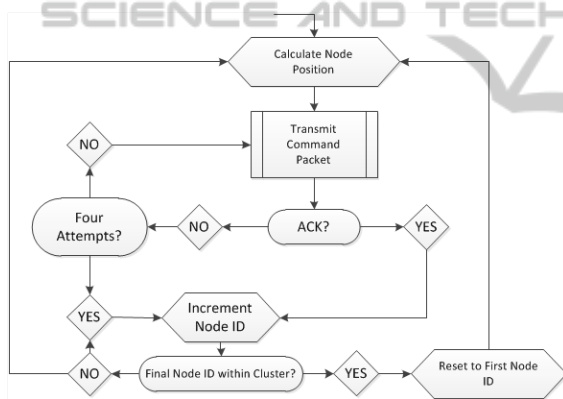 SCIENCE AND TECH
Calculate Node
Position
Transmit
Command
Packet
NO
Four
Attempts?
NO
ACK?
YES
YES
Increment
Node ID
NO
Final Node ID within Cluster?
YES
Reset to First Node
ID